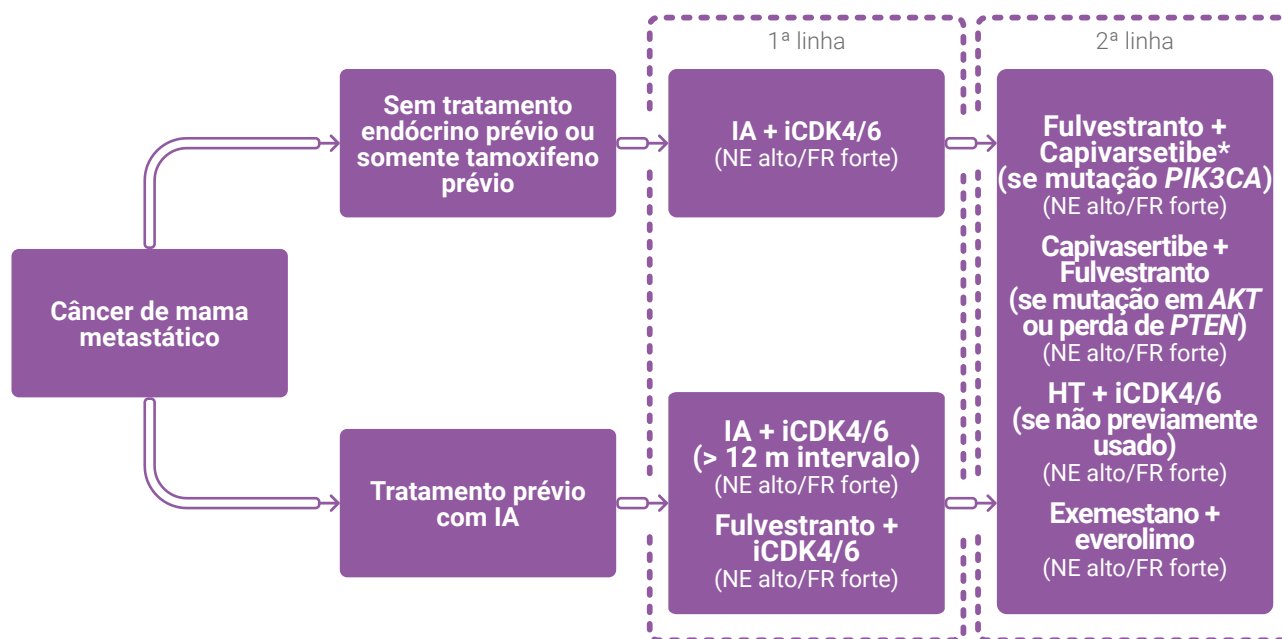 1ª linha
2ª linha
Sem tratamento
endócrino prévio ou
somente tamoxifeno
prévio
IA + iCDK4/6
(NE alto/FR forte)
Fulvestranto +
Capivarsetibe*
(se mutação PIK3CA)
(NE alto/FR forte)
Capivasertibe +
Fulvestranto
(se mutação em AKT
ou perda de PTEN)
(NE alto/FR forte)
HT + iCDK4/6
(se não previamente
usado)
(NE alto/FR forte)
Exemestano +
everolimo
(NE alto/FR forte)
Câncer de mama
metastático
Tratamento prévio
com IA
IA + iCDK4/6
(> 12 m intervalo)
(NE alto/FR forte)
Fulvestranto +
iCDK4/6
(NE alto/FR forte)